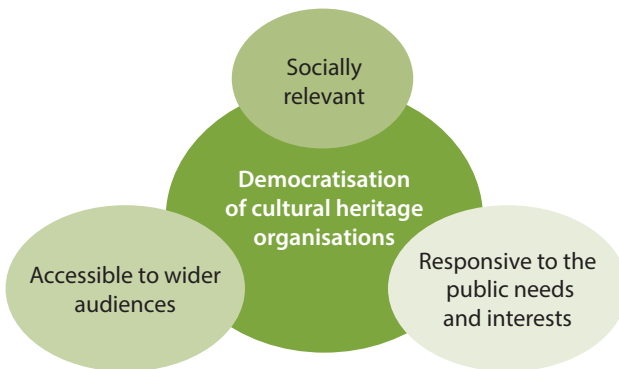 Socially
relevant
Democratisation
of cultural heritage
organisations
Accessible to wider
audiences
Responsive to the
public needs
and interests